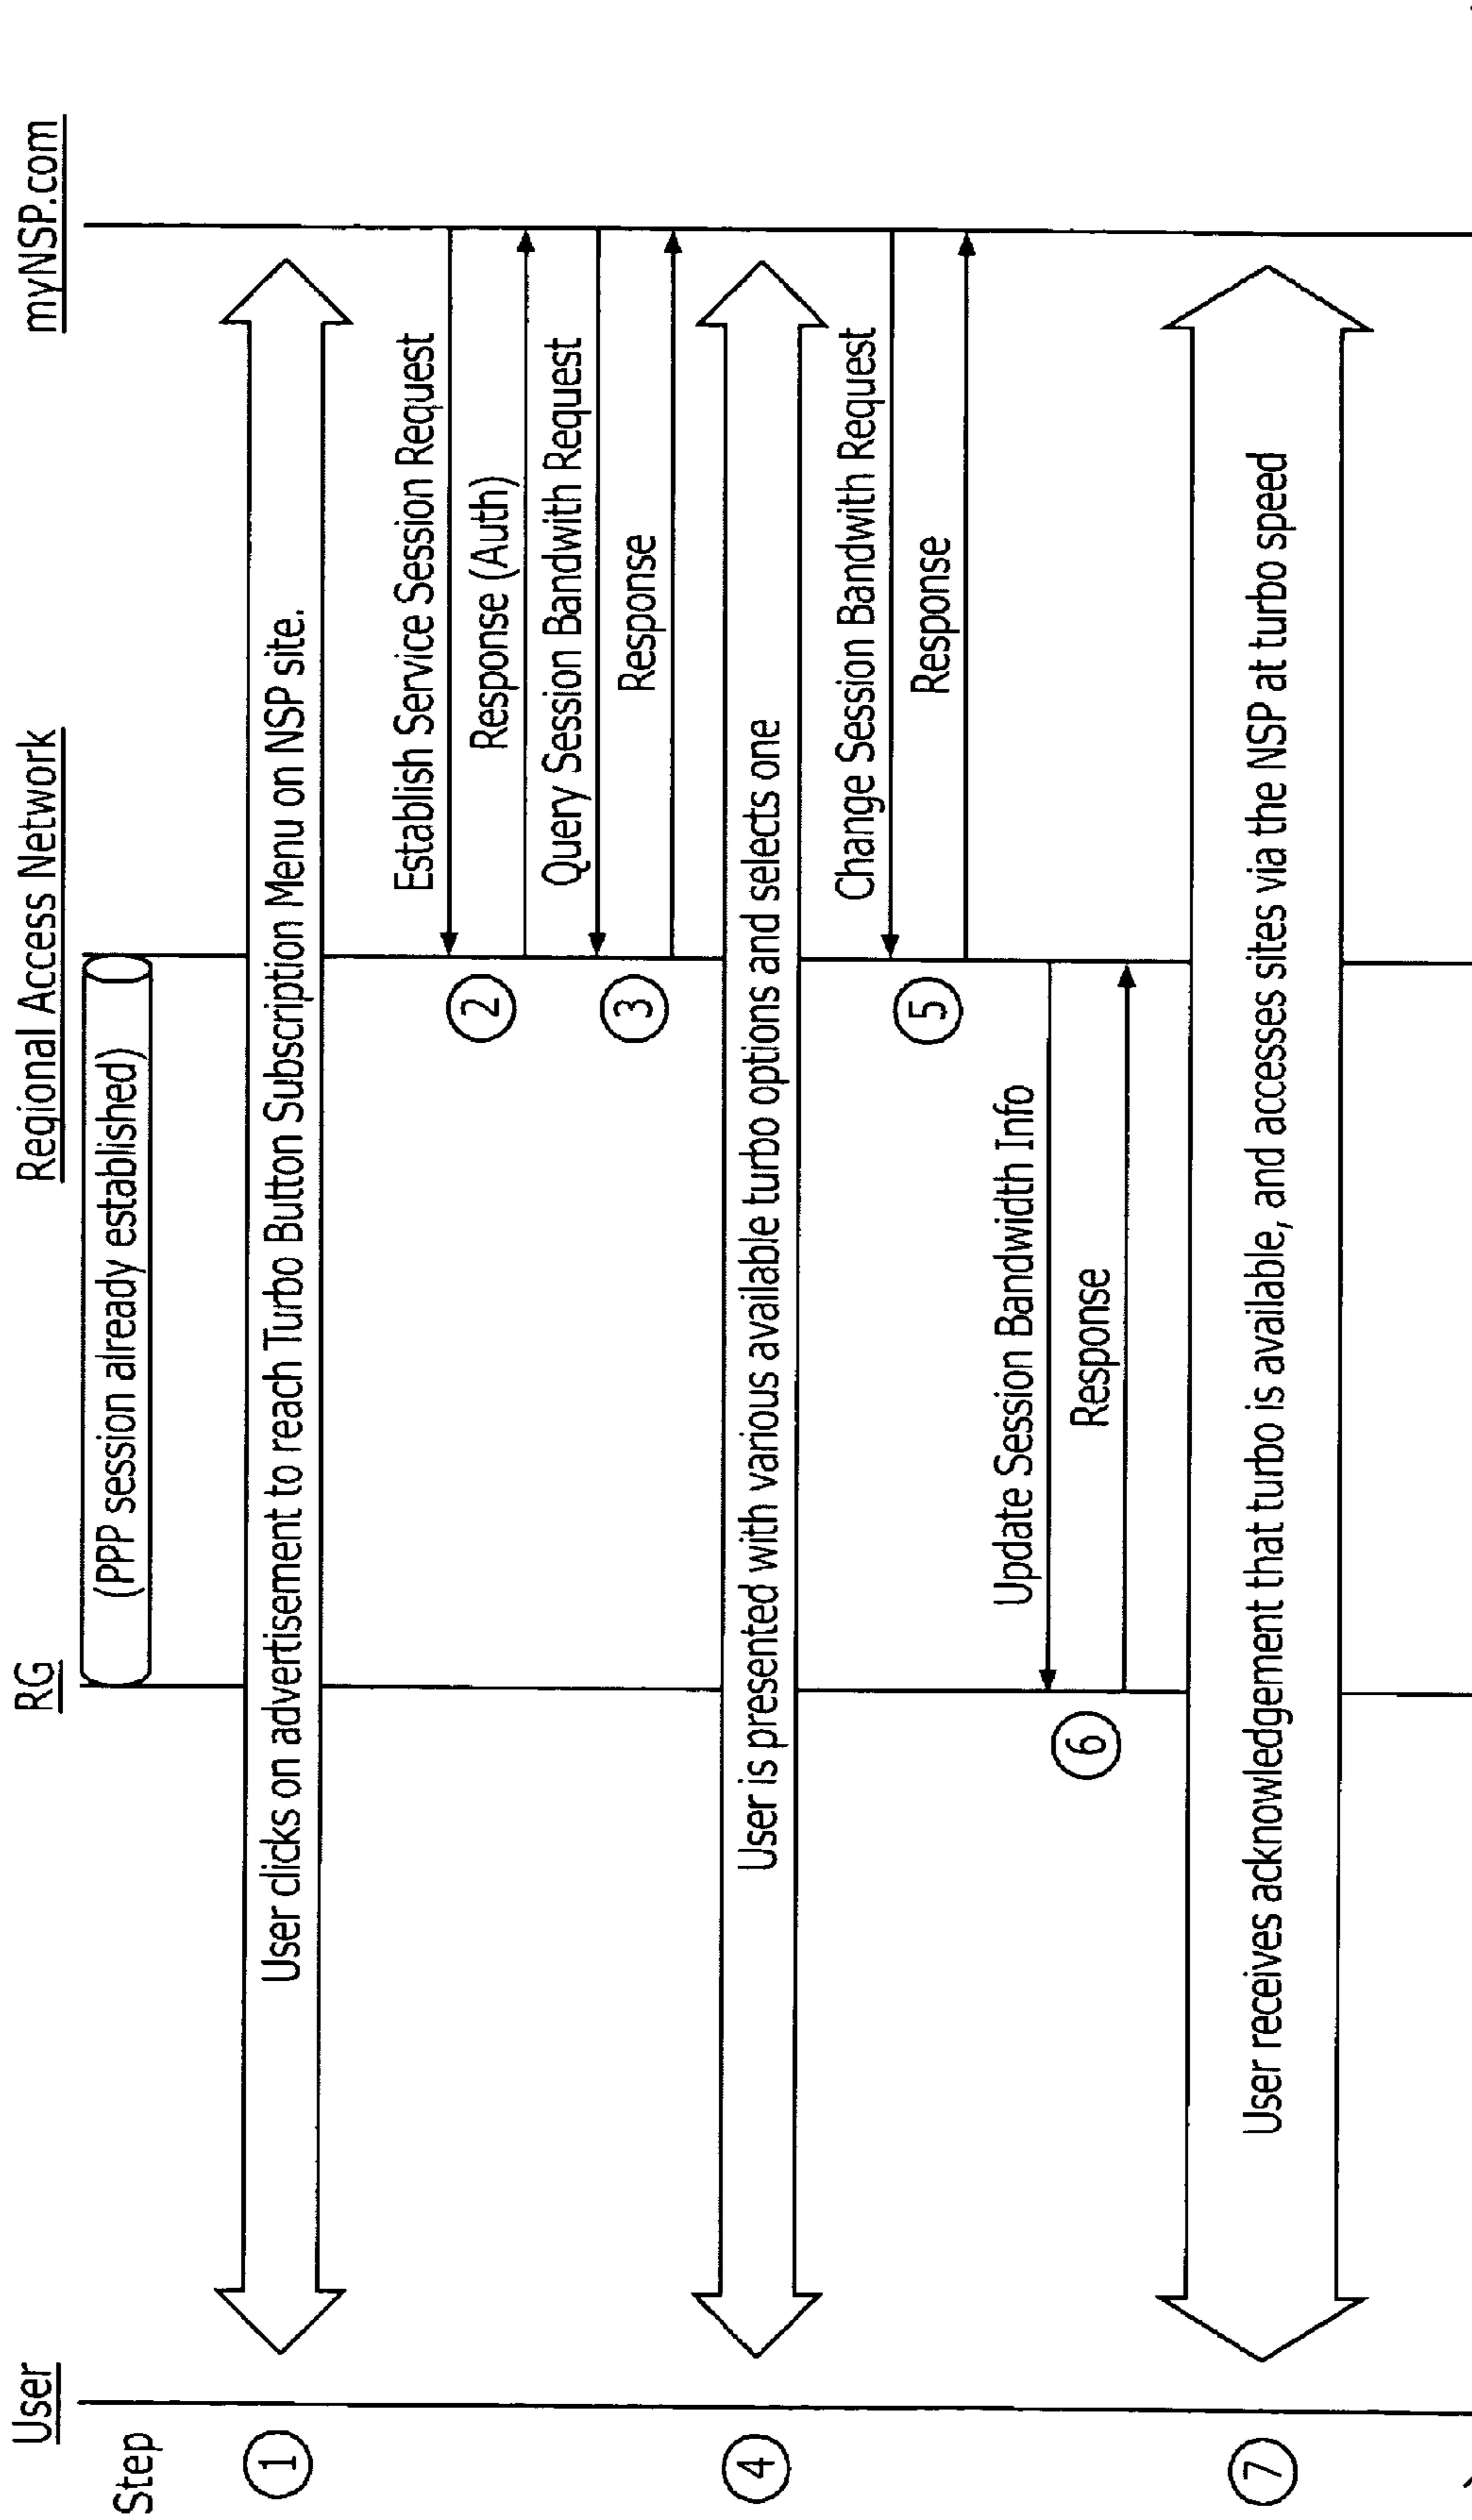 User
RG
Regional Access Network
myNSP.com
Step
(PPP session already established)
1
User clicks on advertisement to reach Turbo Button Subscription Menu on NSP site.
Establish Service Session Request
2
Response (Auth)
Query Session Bandwith Request
3
Response
4
User is presented with various available turbo options and selects one
Change Session Bandwith Request
5
Response
Update Session Bandwidth Info
6
Response
7
User receives acknowledgement that turbo is available, and accesses sites via the NSP at turbo speed